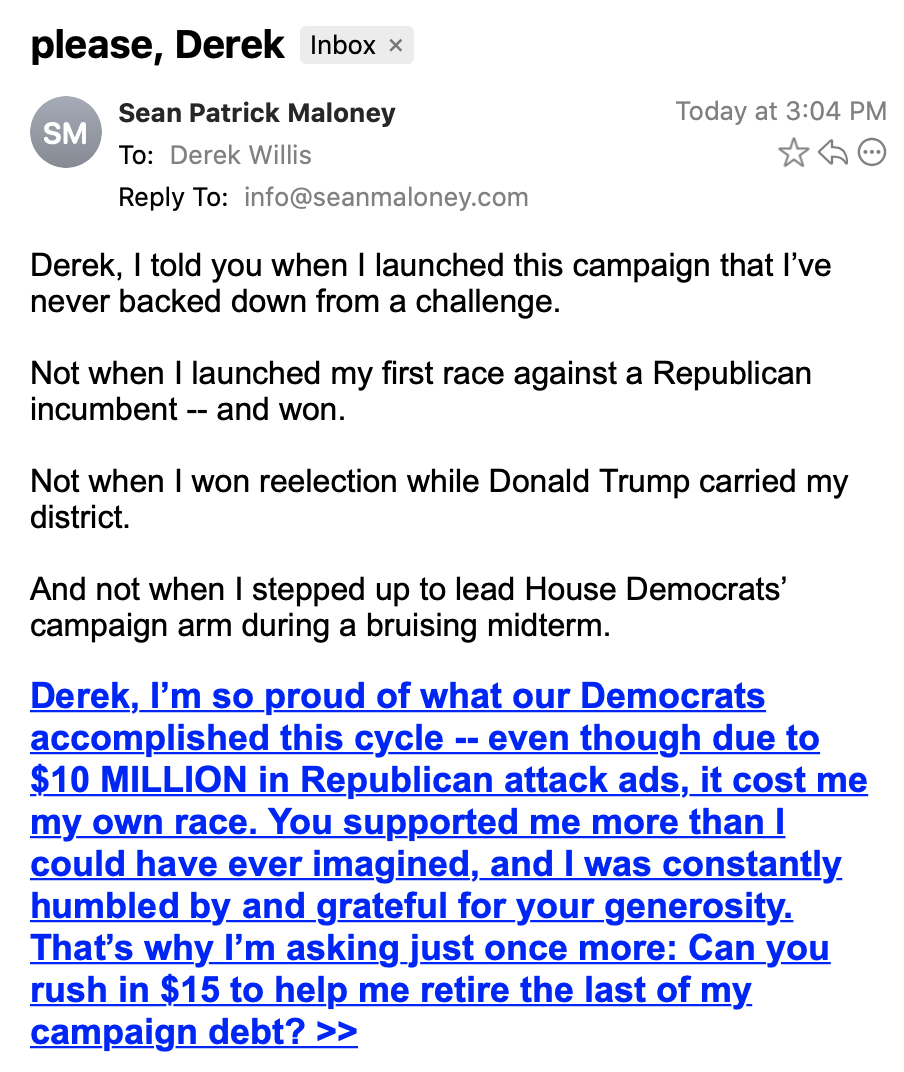 please, Derek Inbox ×
SM
Sean Patrick Maloney Today at 3:04 PM
To: Derek Willis
Reply To: info@seanmaloney.com
Derek, I told you when I launched this campaign that I’ve
never backed down from a challenge.
Not when I launched my first race against a Republican
incumbent -- and won.
Not when I won reelection while Donald Trump carried my
district.
And not when I stepped up to lead House Democrats’
campaign arm during a bruising midterm.
Derek, I’m so proud of what our Democrats
accomplished this cycle -- even though due to
$10 MILLION in Republican attack ads, it cost me
my own race. You supported me more than I
could have ever imagined, and I was constantly
humbled by and grateful for your generosity.
That’s why I’m asking just once more: Can you
rush in $15 to help me retire the last of my
campaign debt? >>